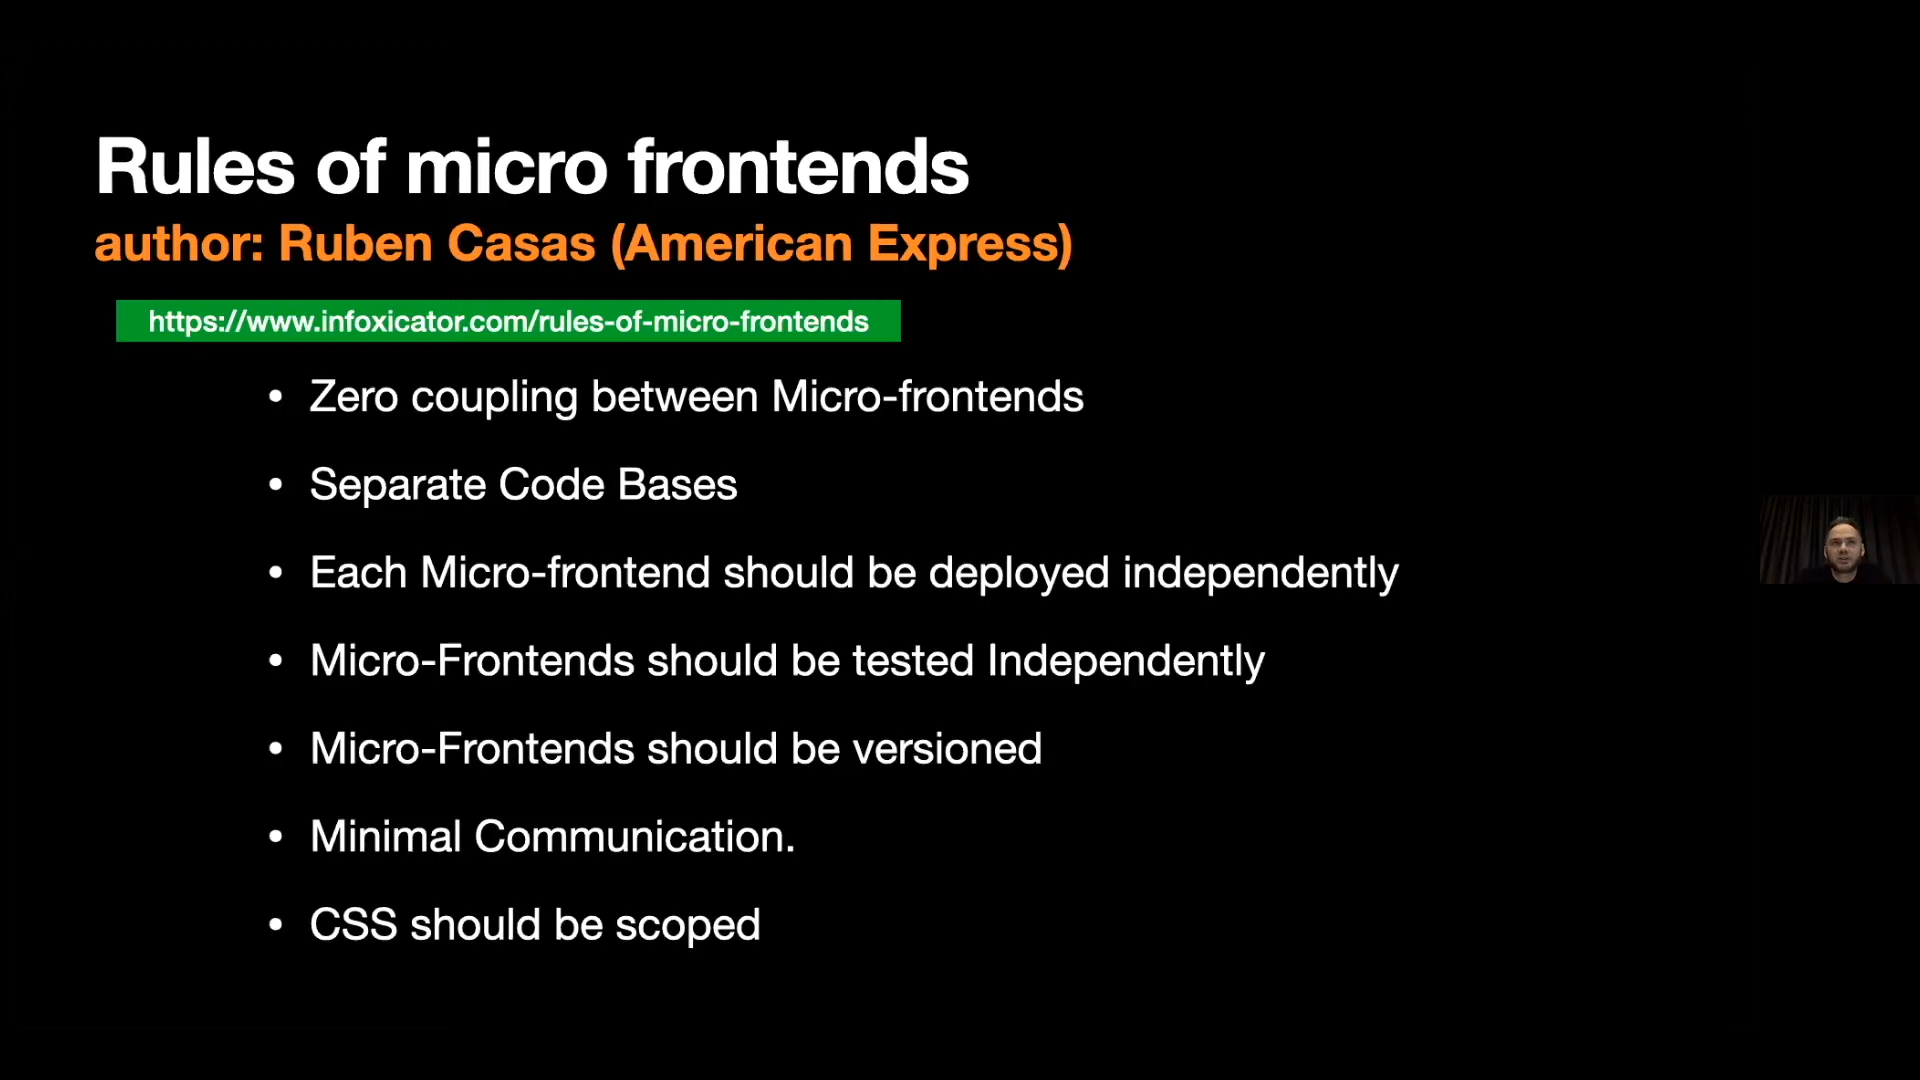 Rules of micro frontends
author: Ruben Casas (American Express)
https://www.infoxicator.com/rules-of-micro-frontends
• Zero coupling between Micro-frontends
• Separate Code Bases
• Each Micro-frontend should be deployed independently
• Micro-Frontends should be tested Independently
• Micro-Frontends should be versioned
• Minimal Communication.
• CSS should be scoped